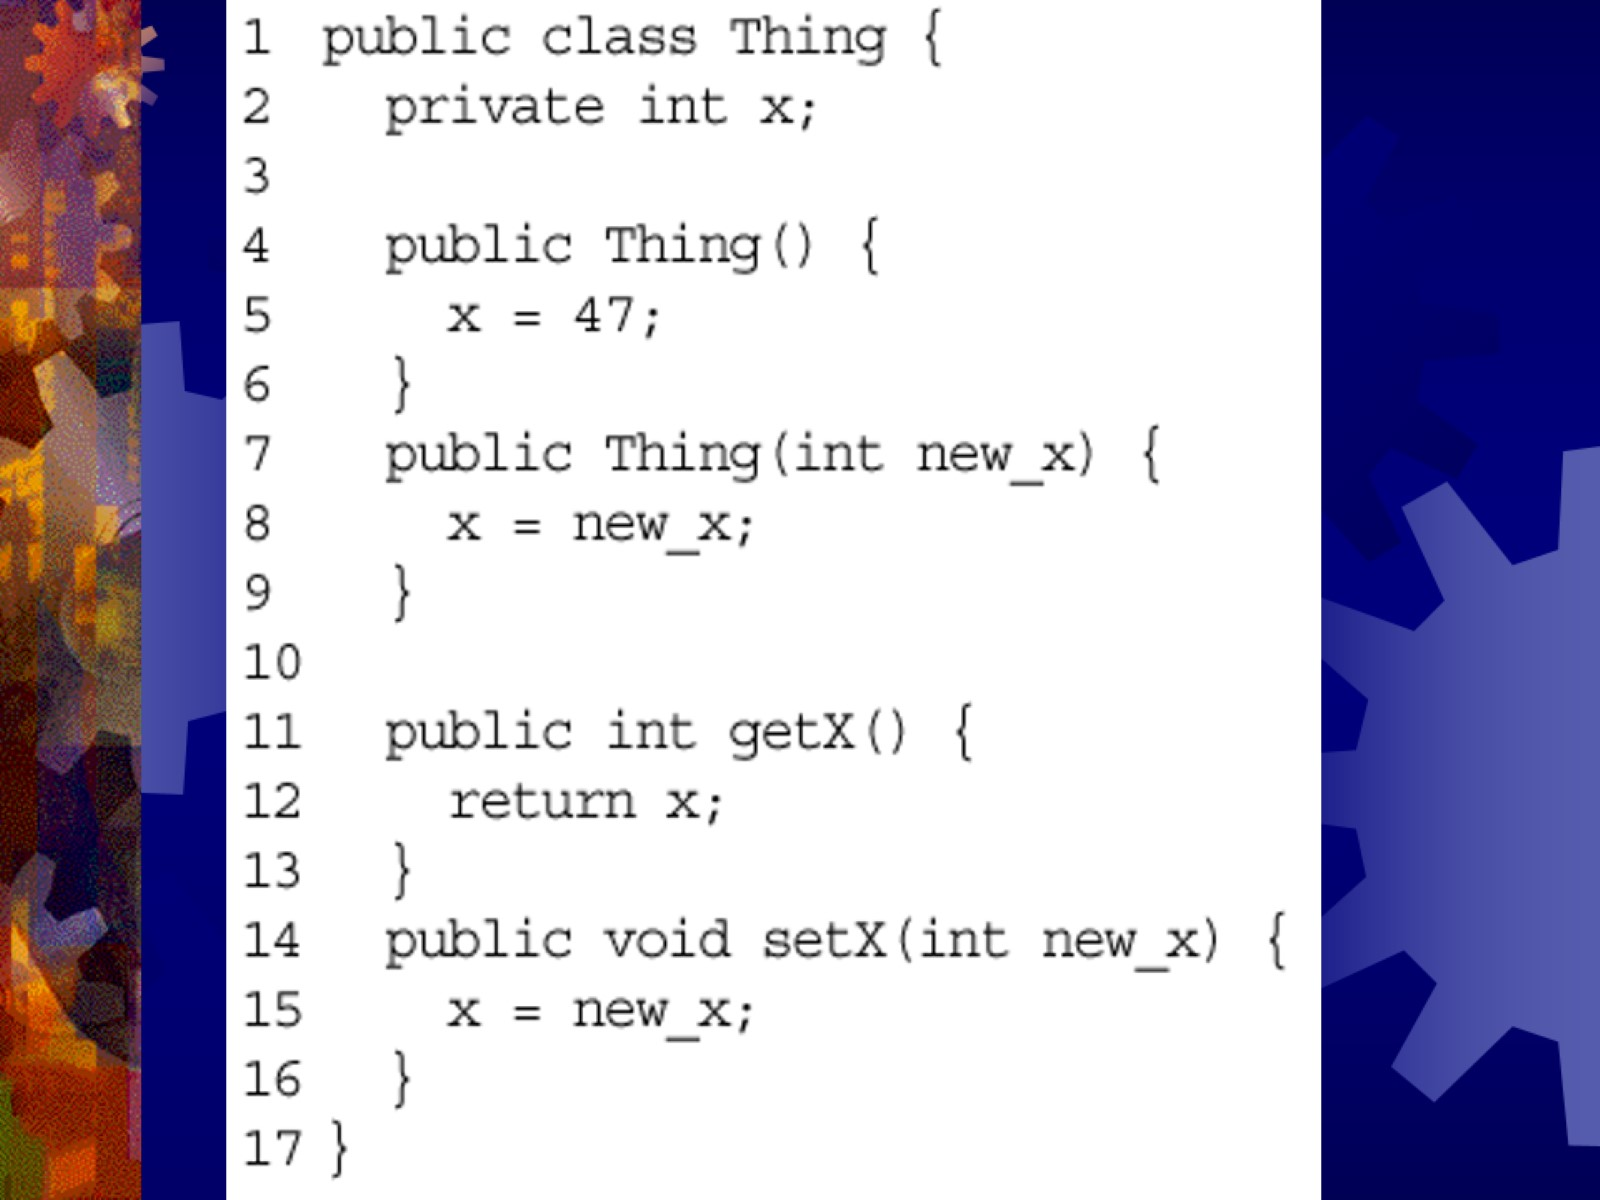 1 public class Thing {
2 private int x;
3
4 public Thing() {
5 x = 47;
6 }
7 public Thing(int new_x) {
8 x = new_x;
9 }
10
11 public int getX() {
12 return x;
13 }
14 public void setX(int new_x) {
15 x = new_x;
16 }
17 }